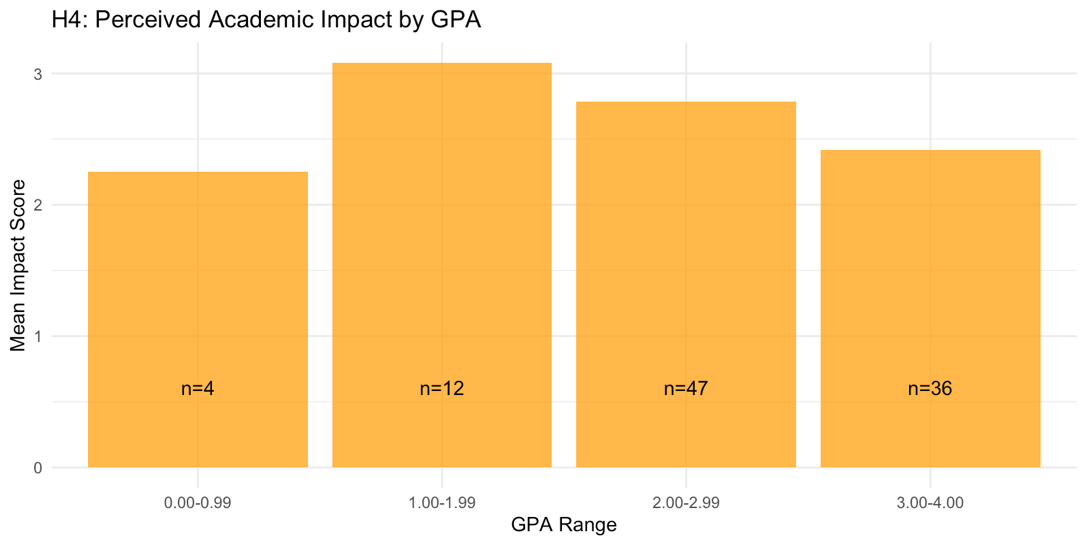 H4: Perceived Academic Impact by GPA
Mean Impact Score
3
2
1
0
n=4
n=12
n=47
n=36
0.00-0.99
1.00-1.99
2.00-2.99
3.00-4.00
GPA Range